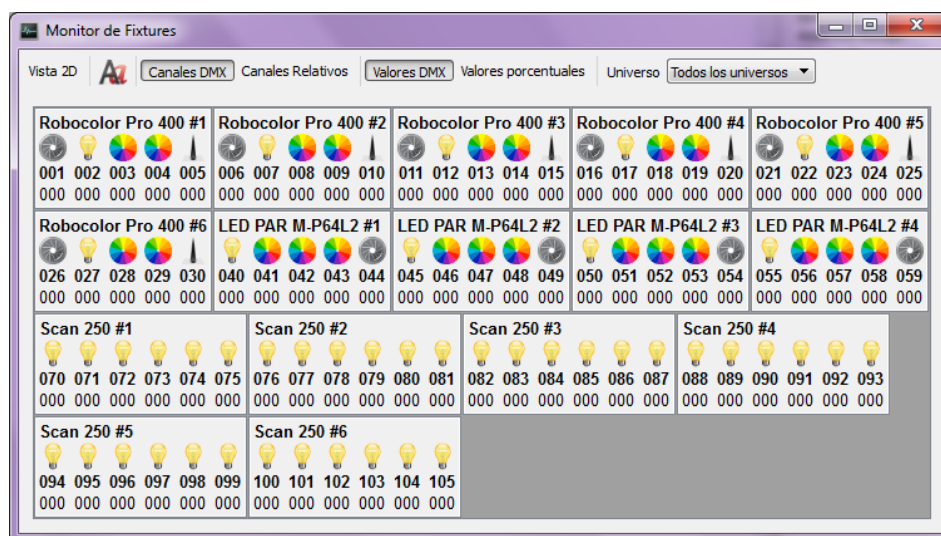 Monitor de Fixtures
Vista 2D Aa Canales DMX Canales Relativos Valores DMX Valores porcentuales Universo Todos los universos
Robocolor Pro 400 #1 Robocolor Pro 400 #2 Robocolor Pro 400 #3 Robocolor Pro 400 #4 Robocolor Pro 400 #5
001 002 003 004 005 006 007 008 009 010 011 012 013 014 015 016 017 018 019 020 021 022 023 024 025
000 000 000 000 000 000 000 000 000 000 000 000 000 000 000 000 000 000 000 000 000 000 000 000 000
Robocolor Pro 400 #6 LED PAR M-P64L2 #1 LED PAR M-P64L2 #2 LED PAR M-P64L2 #3 LED PAR M-P64L2 #4
026 027 028 029 030 040 041 042 043 044 045 046 047 048 049 050 051 052 053 054 055 056 057 058 059
000 000 000 000 000 000 000 000 000 000 000 000 000 000 000 000 000 000 000 000 000 000 000 000 000
Scan 250 #1 Scan 250 #2 Scan 250 #3 Scan 250 #4
070 071 072 073 074 075 076 077 078 079 080 081 082 083 084 085 086 087 088 089 090 091 092 093
000 000 000 000 000 000 000 000 000 000 000 000 000 000 000 000 000 000 000 000 000 000 000 000
Scan 250 #5 Scan 250 #6
094 095 096 097 098 099 100 101 102 103 104 105
000 000 000 000 000 000 000 000 000 000 000 000